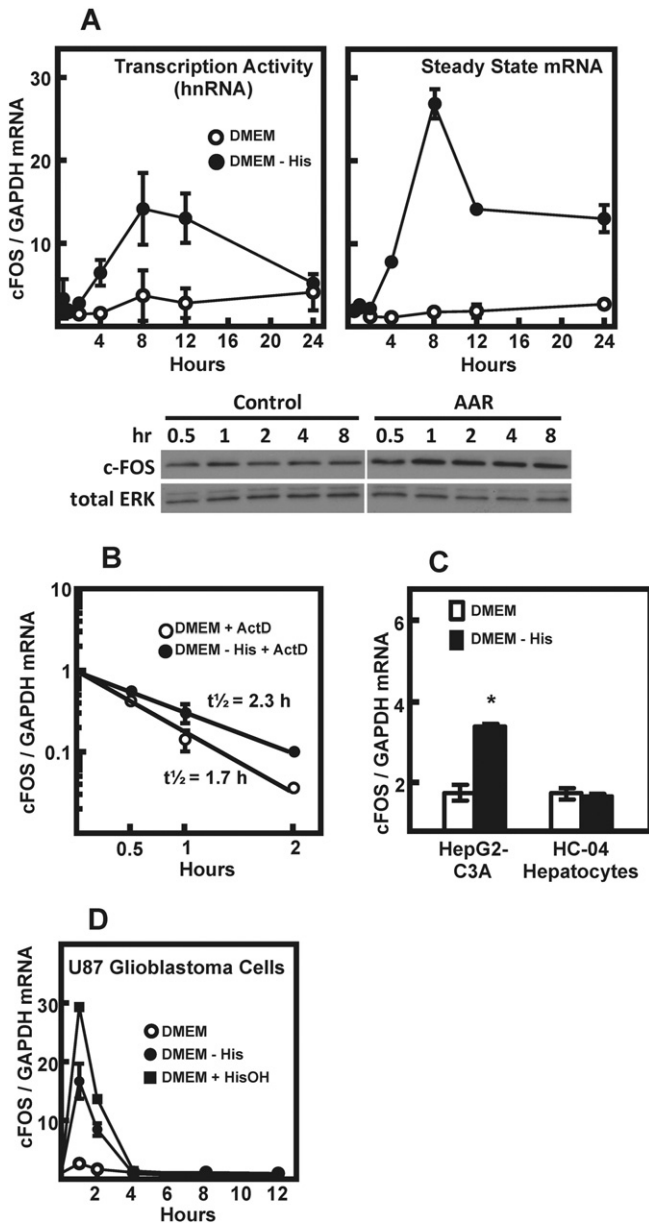 A
cFOS / GAPDH mRNA
30
20
10
Transcription Activity
(hnRNA)
DMEM
DMEM - His
4 8 12 16 20 24
Hours
Steady State mRNA
4 8 12 16 20 24
Hours
Control AAR
hr 0.5 1 2 4 8 0.5 1 2 4 8
c-FOS
total ERK
B
cFOS / GAPDH mRNA
10
1
0.1
DMEM + ActD
DMEM - His + ActD
t½ = 2.3 h
t½ = 1.7 h
0.5 1 2
Hours
C
cFOS / GAPDH mRNA
6
4
2
DMEM
DMEM - His
*
HepG2- HC-04
C3A Hepatocytes
D
cFOS / GAPDH mRNA
30
20
10
U87 Glioblastoma Cells
DMEM
DMEM - His
DMEM + HisOH
2 4 6 8 10 12
Hours